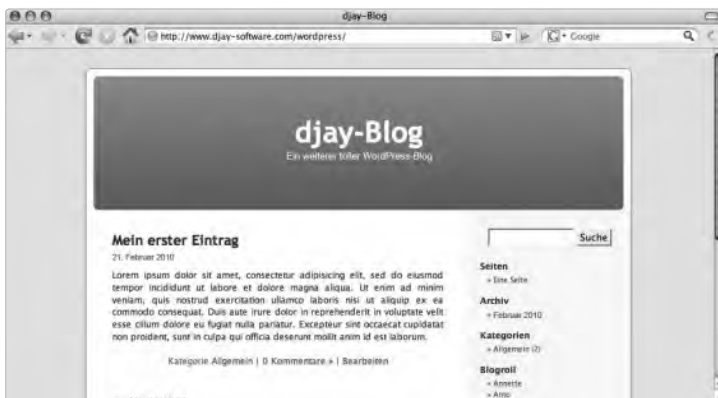 djay-Blog
http://www.djay-software.com/wordpress/
Google
djay-Blog
Ein weiterer toller WordPress-Blog
Mein erster Eintrag
21. Februar 2010
Lorem ipsum dolor sit amet, consectetur adipisicing elit, sed do eiusmod
tempor incididunt ut labore et dolore magna aliqua. Ut enim ad minim
veniam, quis nostrud exercitation ullamco laboris nisi ut aliquip ex ea
commodo consequat. Duis aute irure dolor in reprehenderit in voluptate velit
esse cillum dolore eu fugiat nulla pariatur. Excepteur sint occaecat cupidatat
non proident, sunt in culpa qui officia deserunt mollit anim id est laborum.
Kategorie Allgemein | 0 Kommentare » | Bearbeiten
Suche
Seiten
» Eine Seite
Archiv
» Februar 2010
Kategorien
» Allgemein (2)
Blogroll
» Annette
» Arno